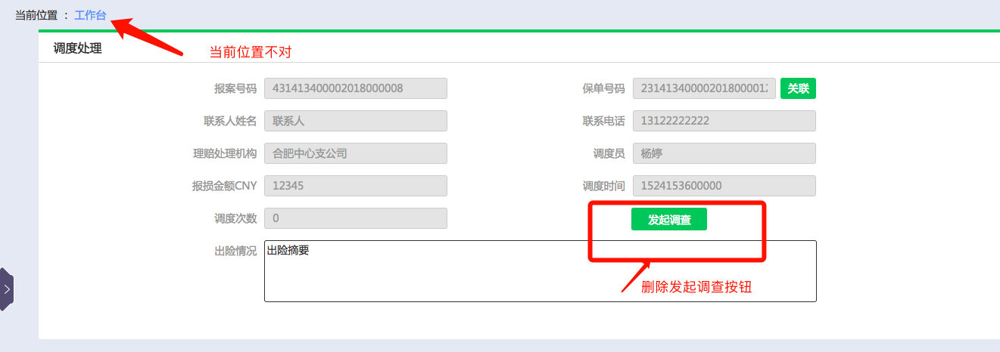 当前位置 : 工作台
当前位置不对
调度处理
报案号码 431413400002018000008 保单号码 231413400002018000012 关联
联系人姓名 联系人 联系电话 13122222222
理赔处理机构 合肥中心支公司 调度员 杨婷
报损金额CNY 12345 调度时间 1524153600000
调度次数 0 发起调查
出险情况 出险摘要
删除发起调查按钮